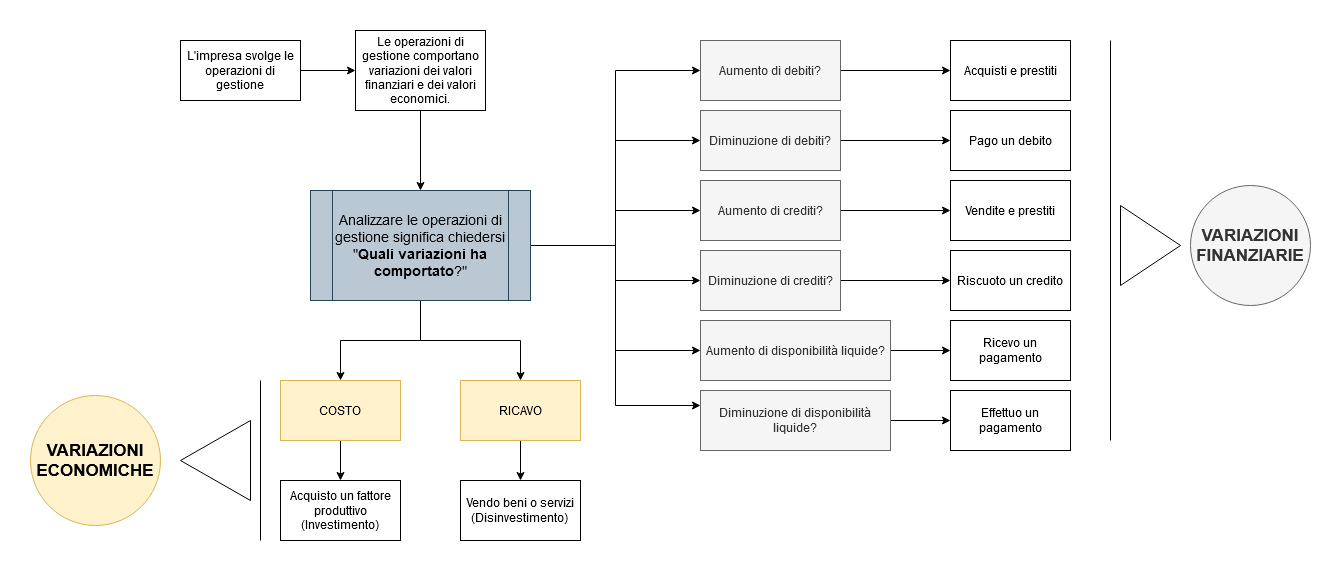 L'impresa svolge le
operazioni di
gestione
Le operazioni di
gestione comportano
variazioni dei valori
finanziari e dei valori
economici.
Analizzare le operazioni di
gestione significa chiedersi
"Quali variazioni ha
comportato?"
Aumento di debiti?
Acquisti e prestiti
Diminuzione di debiti?
Pago un debito
Aumento di crediti?
Vendite e prestiti
Diminuzione di crediti?
Riscuoto un credito
Aumento di disponibilità liquide?
Ricevo un
pagamento
Diminuzione di disponibilità
liquide?
Effettuo un
pagamento
VARIAZIONI
FINANZIARIE
COSTO
RICAVO
Acquisto un fattore
produttivo
(Investimento)
Vendo beni o servizi
(Disinvestimento)
VARIAZIONI
ECONOMICHE